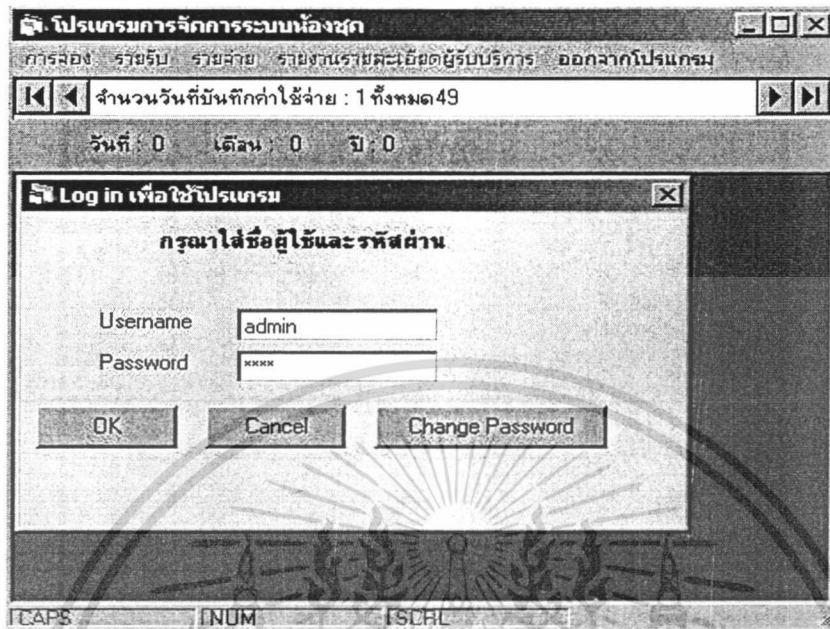 โปรแกรมการจัดการระบบห้องชุด
การจอง รายรับ รายจ่าย รายงานรายละเอียดผู้รับบริการ ออกจากโปรแกรม
จำนวนวันที่บันทึกค่าใช้จ่าย : 1 ทั้งหมด49
วันที่ : 0 เดือน : 0 ปี : 0
Log in เพื่อใช้โปรแกรม
กรุณาใส่ชื่อผู้ใช้และรหัสผ่าน
Username admin
Password ××××
OK Cancel Change Password
CAPS NUM SCRL